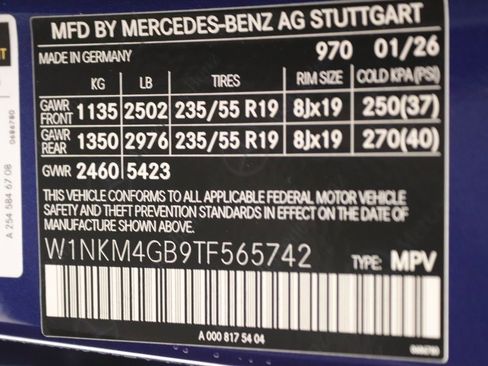 MFD BY MERCEDES-BENZ AG STUTTGART
MADE IN GERMANY 970 01/26
KG LB TIRES RIM SIZE COLD KPA(PSI)
GAWR FRONT 1135 2502 235/55 R19 8Jx19 250(37)
GAWR REAR 1350 2976 235/55 R19 8Jx19 270(40)
GVWR 2460 5423
THIS VEHICLE CONFORMS TO ALL APPLICABLE FEDERAL MOTOR VEHICLE
SAFETY AND THEFT PREVENTION STANDARDS IN EFFECT ON THE DATE OF
MANUFACTURE SHOWN ABOVE.
W1NKM4GB9TF565742 TYPE: MPV
A 000 817 54 04
A 254 584 67 08
0686780